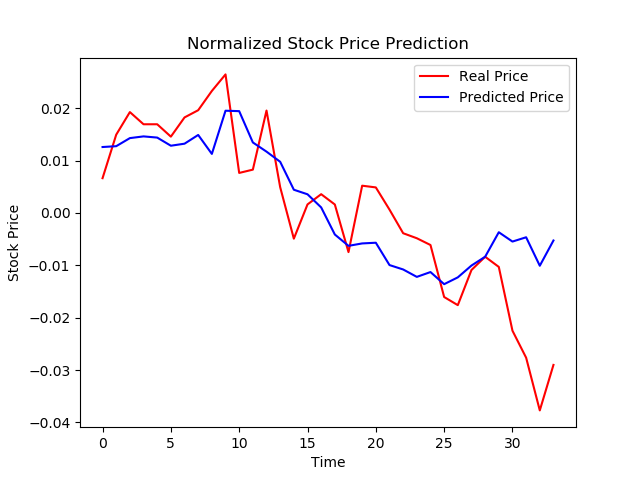 Normalized Stock Price Prediction
Real Price
Predicted Price
Stock Price
0.02
0.01
0.00
−0.01
−0.02
−0.03
−0.04
0 5 10 15 20 25 30
Time